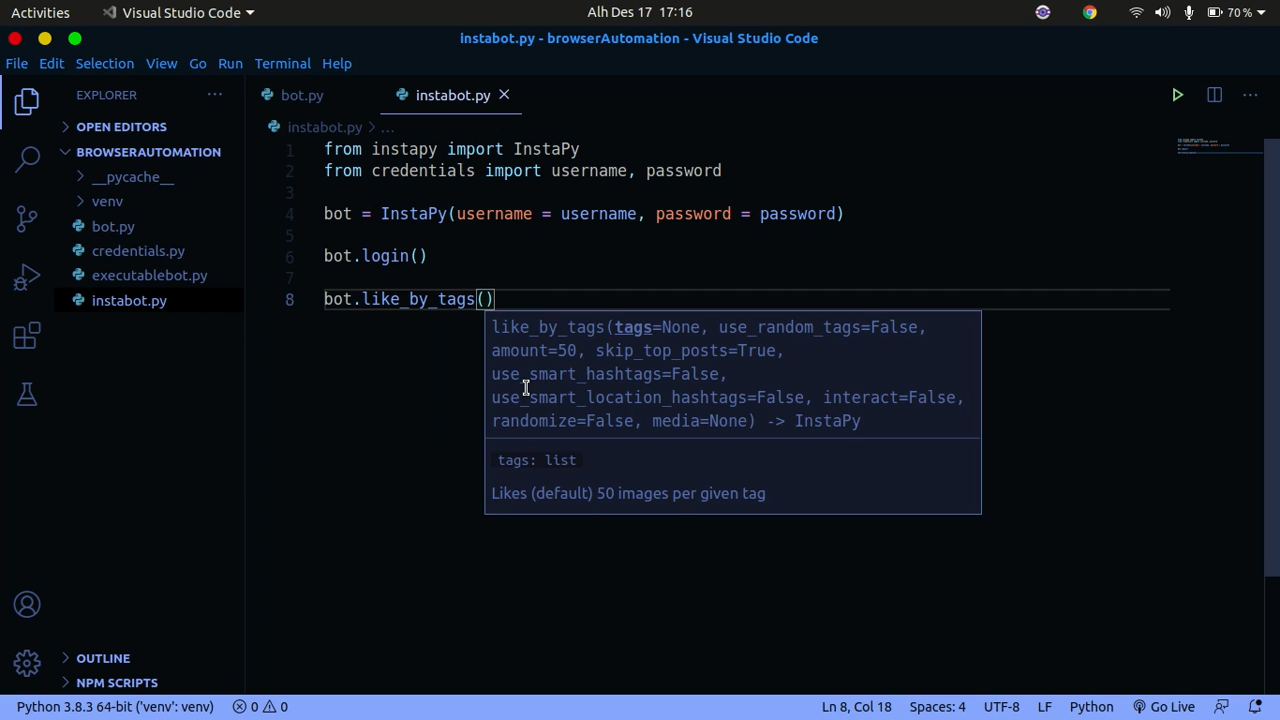 Activities Visual Studio Code Alh Des 17 17:16 70 %
instabot.py - browserAutomation - Visual Studio Code
File Edit Selection View Go Run Terminal Help
EXPLORER ... bot.py instabot.py
OPEN EDITORS
instabot.py > ...
BROWSERAUTOMATION
__pycache__
venv
bot.py
credentials.py
executablebot.py
instabot.py
1 from instapy import InstaPy
2 from credentials import username, password
3
4 bot = InstaPy(username = username, password = password)
5
6 bot.login()
7
8 bot.like_by_tags()
like_by_tags(tags=None, use_random_tags=False,
amount=50, skip_top_posts=True,
use_smart_hashtags=False,
use_smart_location_hashtags=False, interact=False,
randomize=False, media=None) -> InstaPy
tags: list
Likes (default) 50 images per given tag
OUTLINE
NPM SCRIPTS
Python 3.8.3 64-bit ('venv': venv) 0 0 Ln 8, Col 18 Spaces: 4 UTF-8 LF Python Go Live